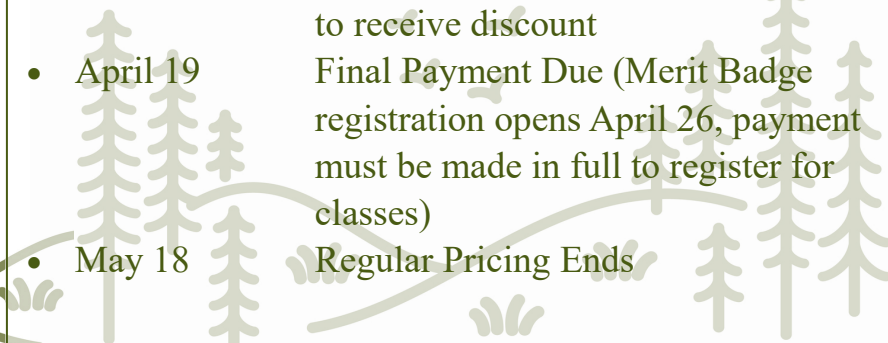 to receive discount
• April 19 Final Payment Due (Merit Badge
registration opens April 26, payment
must be made in full to register for
classes)
• May 18 Regular Pricing Ends